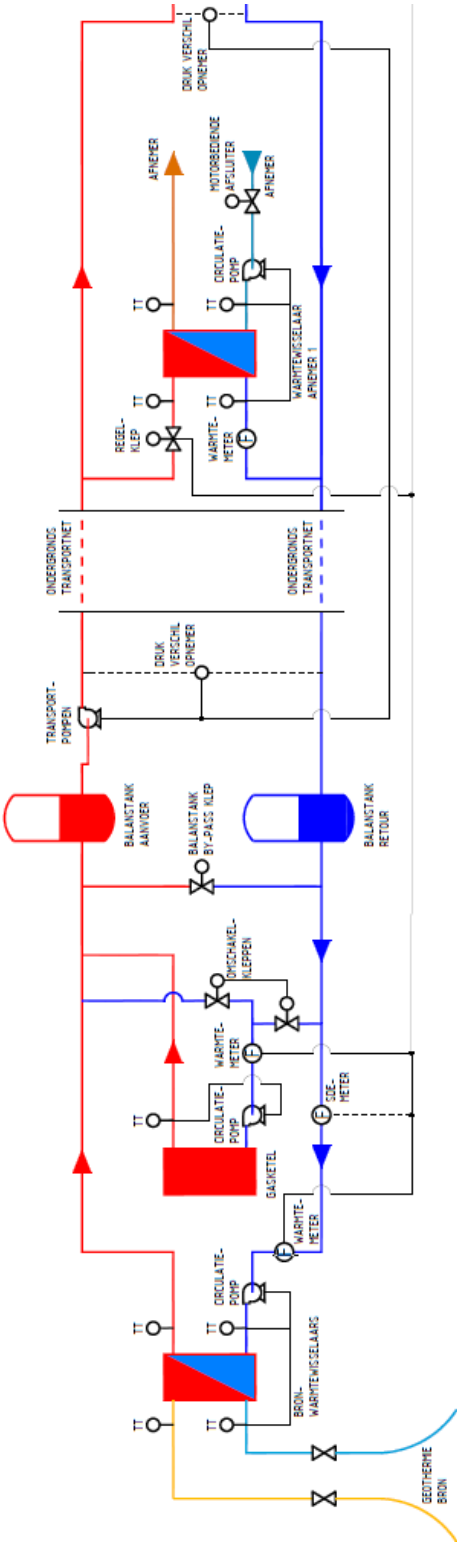 TT
TT
BRON-
WARMTEWISSELAARS
GEOTHERMIE
BRON
CIRCULATIE-
POMP
F
WARMTE-
METER
GASKETEL
TT
CIRCULATIE-
POMP
WARMTE-
METER
F
F
SDE-
METER
OMSCHAKEL-
KLEPPEN
TT
TT
BALANSTANK
AANVOER
BALANSTANK
BY-PASS KLEP
BALANSTANK
RETOUR
TRANSPORT-
POMPEN
DRUK
VERSCHIL
OPNEMER
ONDERGRONDS
TRANSPORTNET
ONDERGRONDS
TRANSPORTNET
REGEL-
KLEP
TT
TT
WARMTE-
METER
F
TT
TT
WARMTEWISSELAAR
AFNEMER 1
CIRCULATIE-
POMP
AFNEMER
MOTORBEDIENDE
AFSLUITER
AFNEMER
DRUK VERSCHIL
OPNEMER